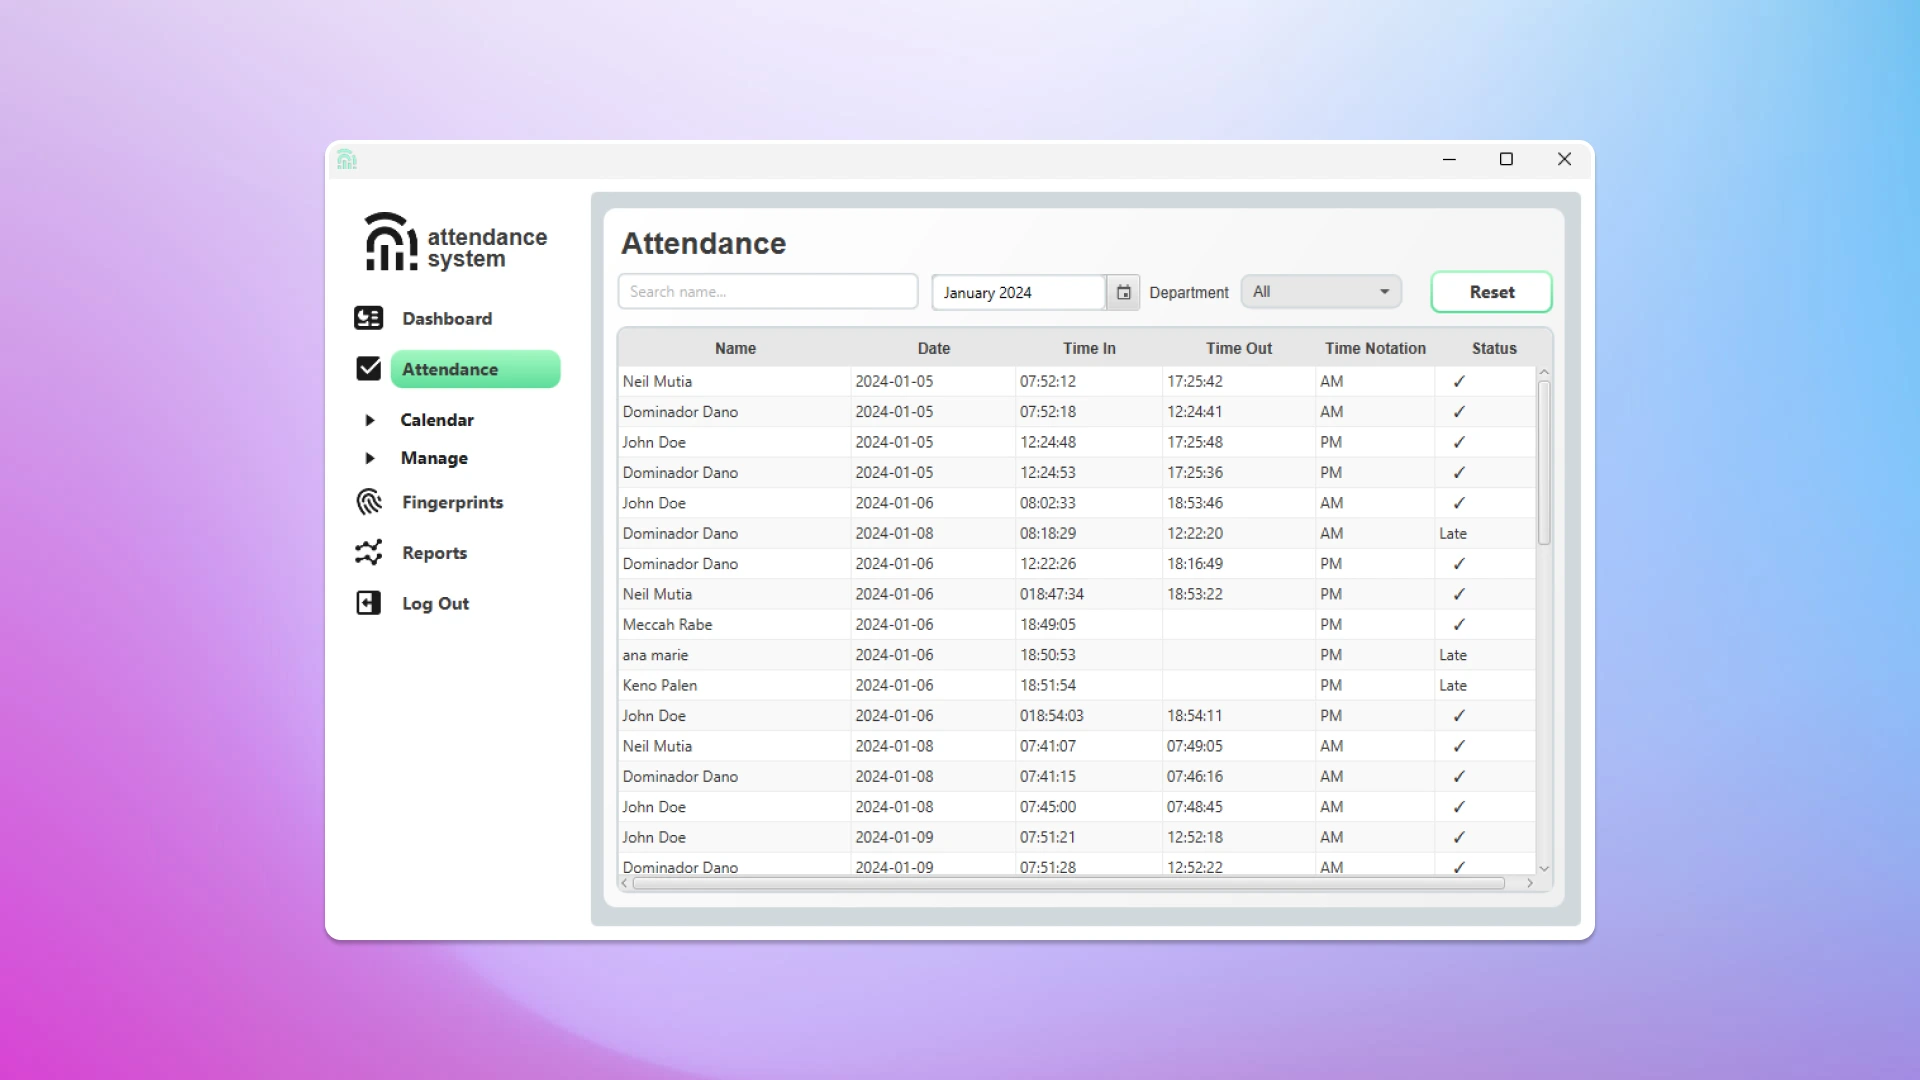 attendance
system
Dashboard
Attendance
Calendar
Manage
Fingerprints
Reports
Log Out
Attendance
Search name... January 2024 Department All Reset
Name Date Time In Time Out Time Notation Status
Neil Mutia 2024-01-05 07:52:12 17:25:42 AM ✓
Dominador Dano 2024-01-05 07:52:18 12:24:41 AM ✓
John Doe 2024-01-05 12:24:48 17:25:48 PM ✓
Dominador Dano 2024-01-05 12:24:53 17:25:36 PM ✓
John Doe 2024-01-06 08:02:33 18:53:46 AM ✓
Dominador Dano 2024-01-08 08:18:29 12:22:20 AM Late
Dominador Dano 2024-01-06 12:22:26 18:16:49 PM ✓
Neil Mutia 2024-01-06 018:47:34 18:53:22 PM ✓
Meccah Rabe 2024-01-06 18:49:05 PM ✓
ana marie 2024-01-06 18:50:53 PM Late
Keno Palen 2024-01-06 18:51:54 PM Late
John Doe 2024-01-06 018:54:03 18:54:11 PM ✓
Neil Mutia 2024-01-08 07:41:07 07:49:05 AM ✓
Dominador Dano 2024-01-08 07:41:15 07:46:16 AM ✓
John Doe 2024-01-08 07:45:00 07:48:45 AM ✓
John Doe 2024-01-09 07:51:21 12:52:18 AM ✓
Dominador Dano 2024-01-09 07:51:28 12:52:22 AM ✓